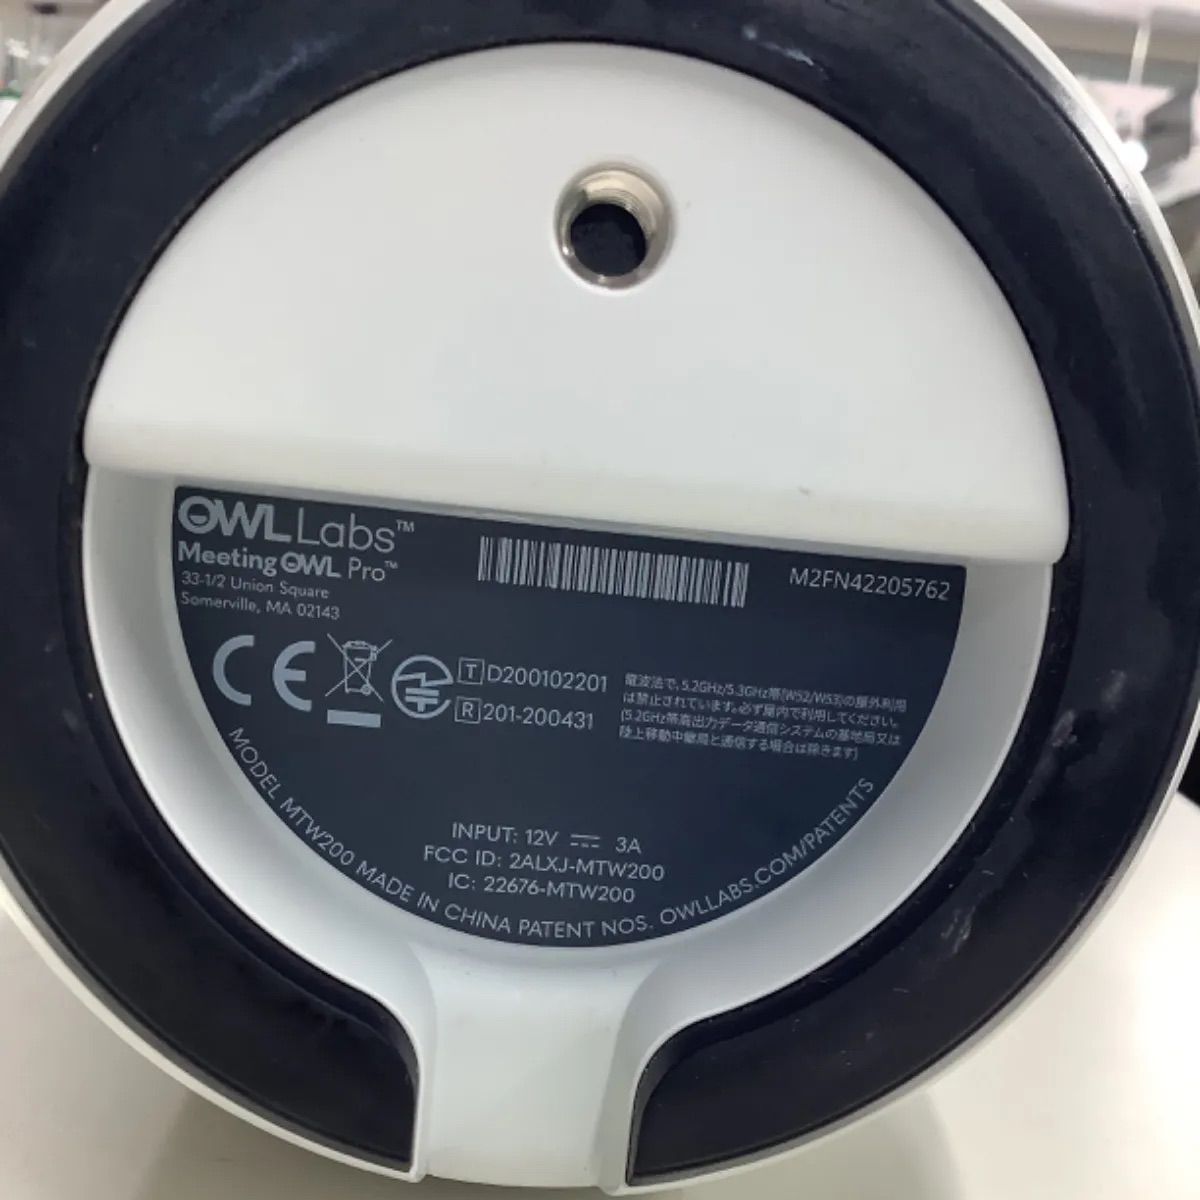 OWL Labs™
Meeting OWL Pro™
33-1/2 Union Square
Somerville, MA 02143
M2FN42205762
CE
T D200102201
R 201-200431
電波法で、5.2GHz/5.3GHz帯(W52/W53)の屋外利用
は禁止されています。必ず屋内で利用してください。
(5.2GHz帯高出力データ通信システムの基地局又は
陸上移動中継局と通信する場合は除きます)
INPUT: 12V ⎓ 3A
FCC ID: 2ALXJ-MTW200
IC: 22676-MTW200
MODEL MTW200 MADE IN CHINA PATENT NOS. OWLLABS.COM/PATENTS